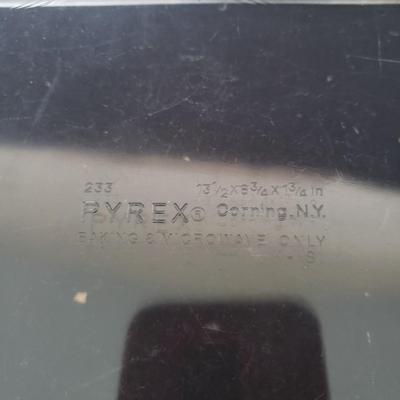 233 13 1/2 x 8 3/4 x 1 3/4 in
PYREX® Corning, N.Y.
BAKING & MICROWAVE ONLY
S